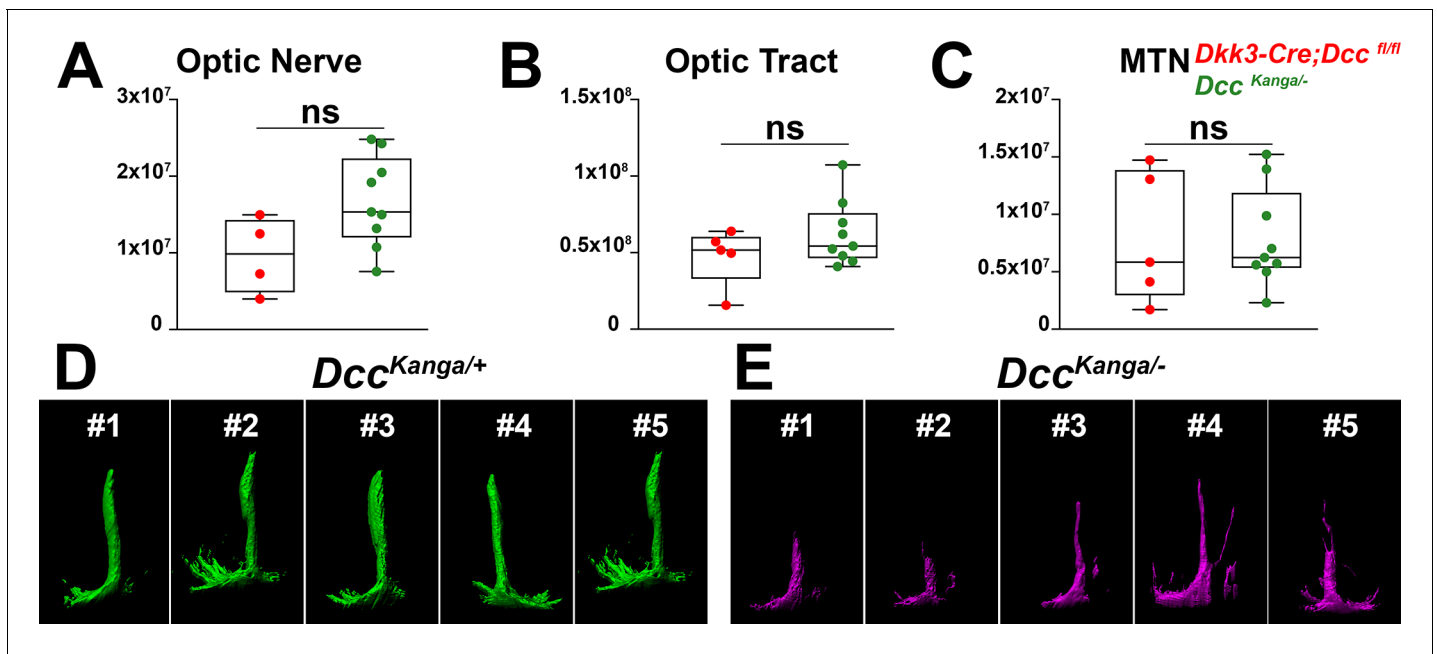 A Optic Nerve
3x10⁷
2x10⁷
1x10⁷
0
ns
B Optic Tract
1.5x10⁸
1x10⁸
0.5x10⁸
0
ns
C MTN Dkk3-Cre;Dcc fl/fl
Dcc Kanga/-
2x10⁷
1.5x10⁷
1x10⁷
0.5x10⁷
0
ns
D Dcc Kanga/+
#1 #2 #3 #4 #5
E Dcc Kanga/-
#1 #2 #3 #4 #5